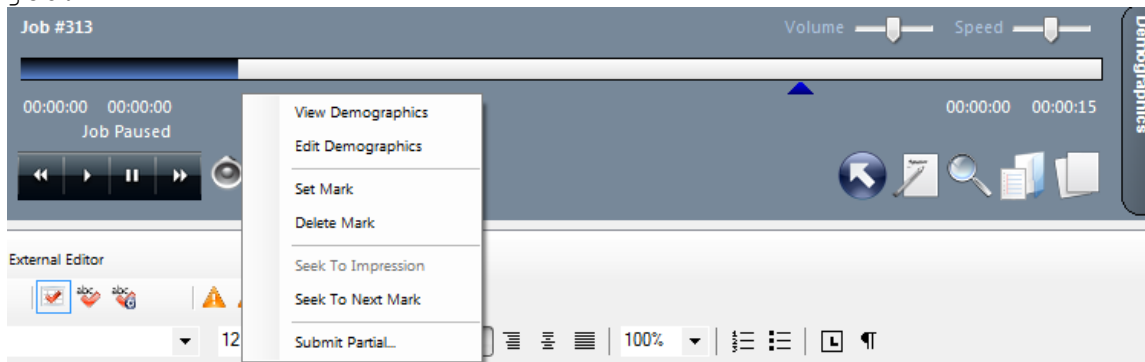 Job #313
Volume
Speed
Demographics
00:00:00 00:00:00
00:00:00 00:00:15
Job Paused
View Demographics
Edit Demographics
Set Mark
Delete Mark
Seek To Impression
Seek To Next Mark
Submit Partial...
External Editor
abc abc
12
100%